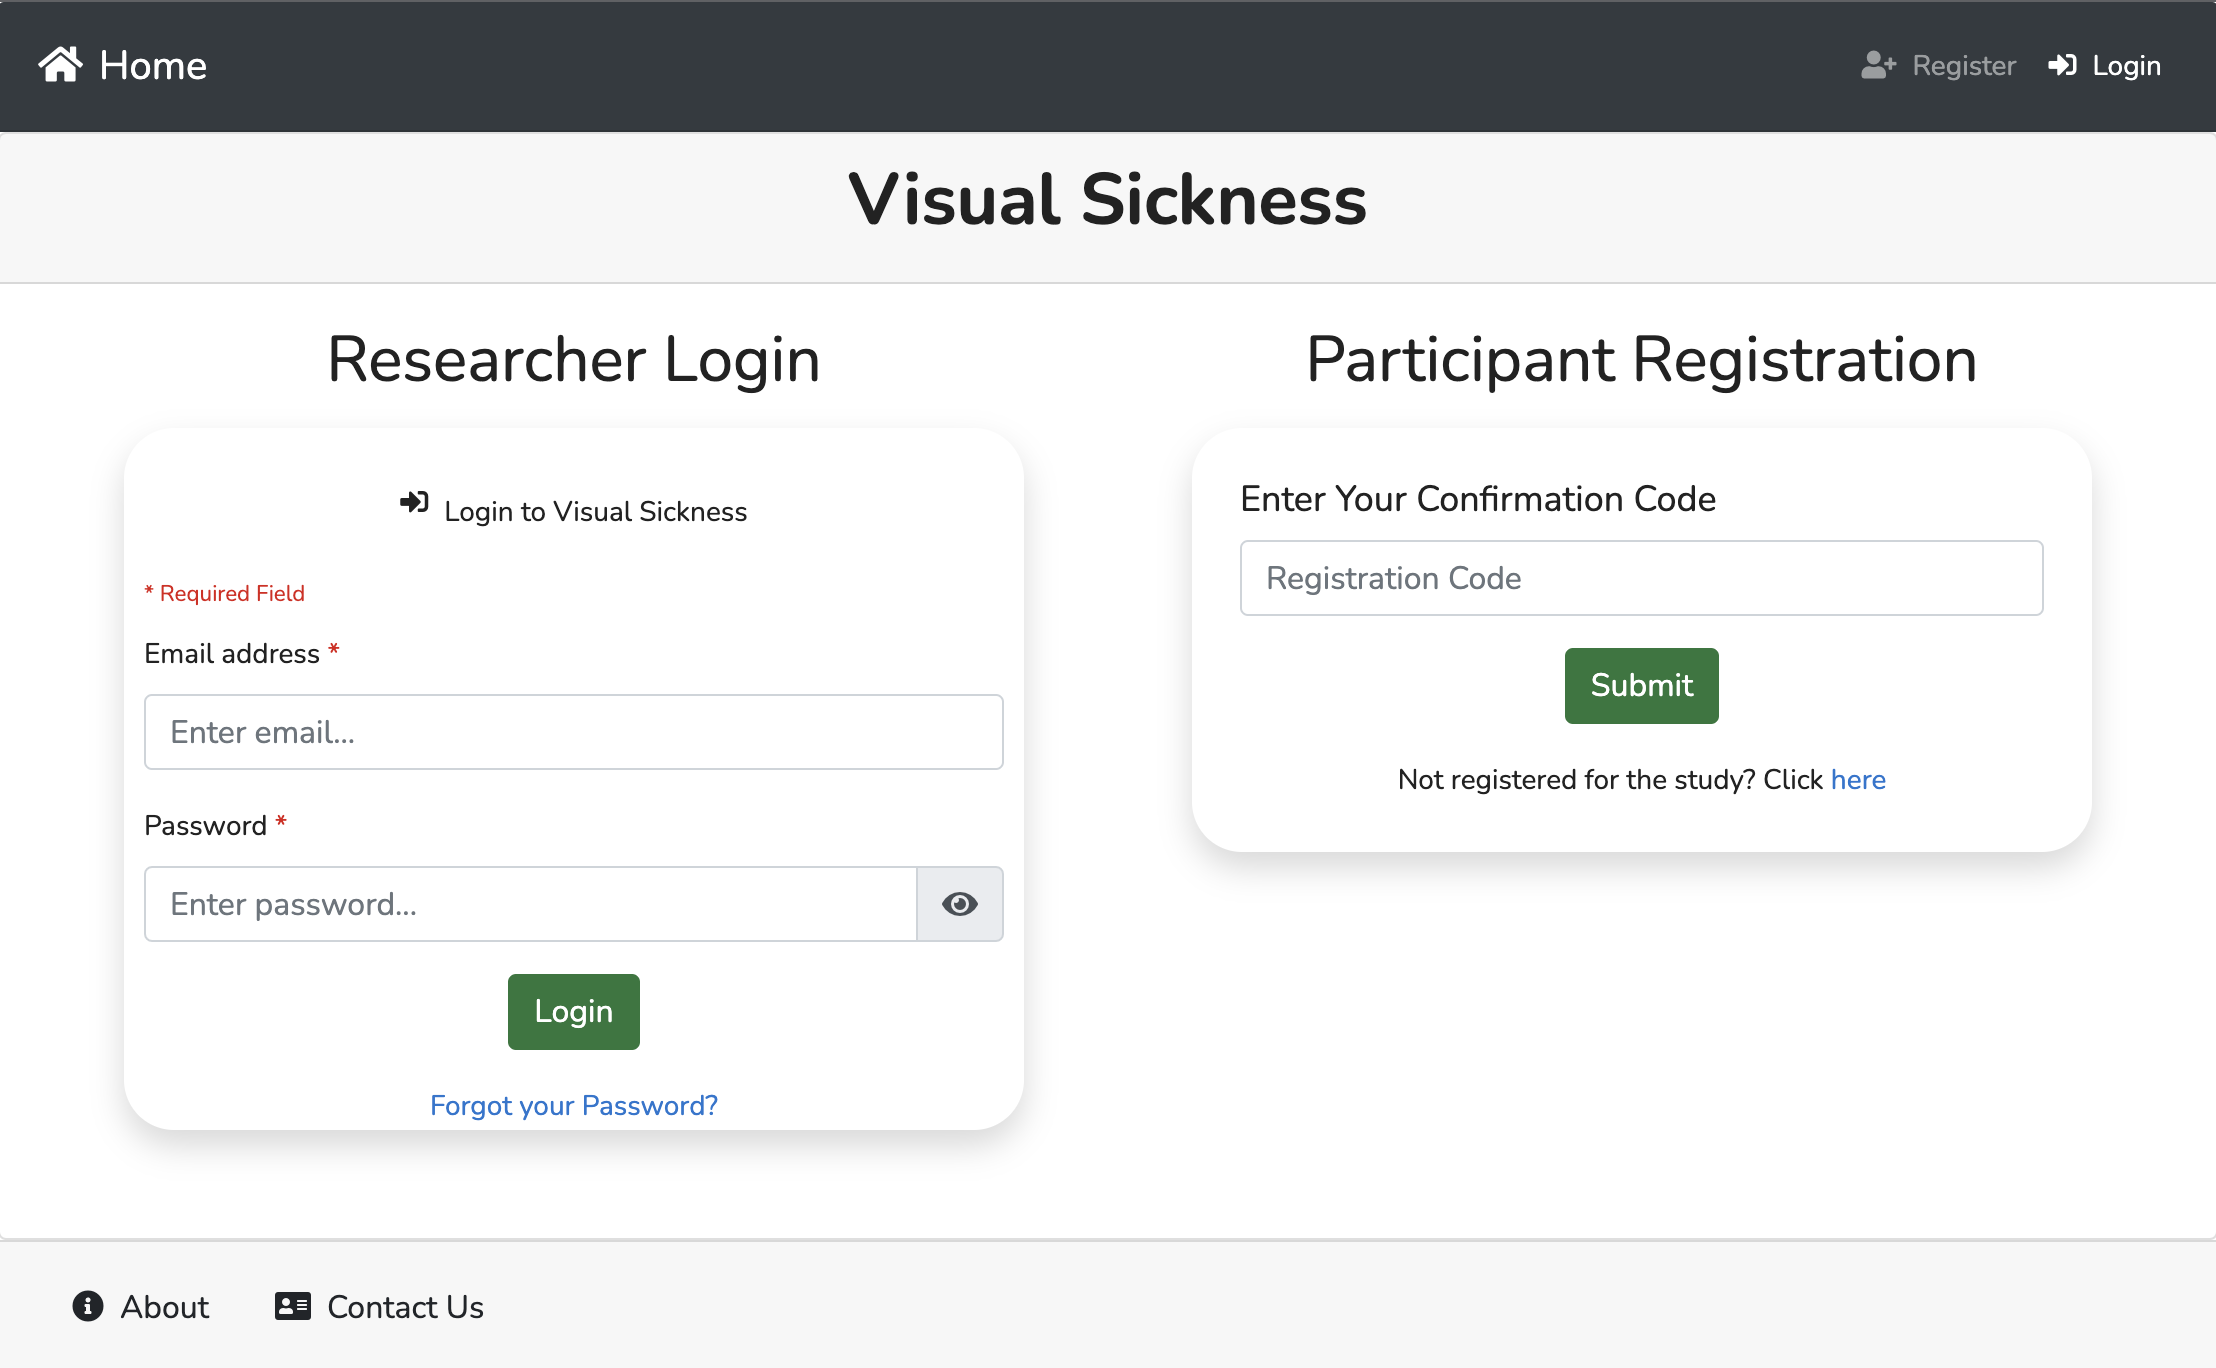 Home
Register
Login
Visual Sickness
Researcher Login
Login to Visual Sickness
* Required Field
Email address *
Enter email...
Password *
Enter password...
Login
Forgot your Password?
Participant Registration
Enter Your Confirmation Code
Registration Code
Submit
Not registered for the study? Click here
About
Contact Us